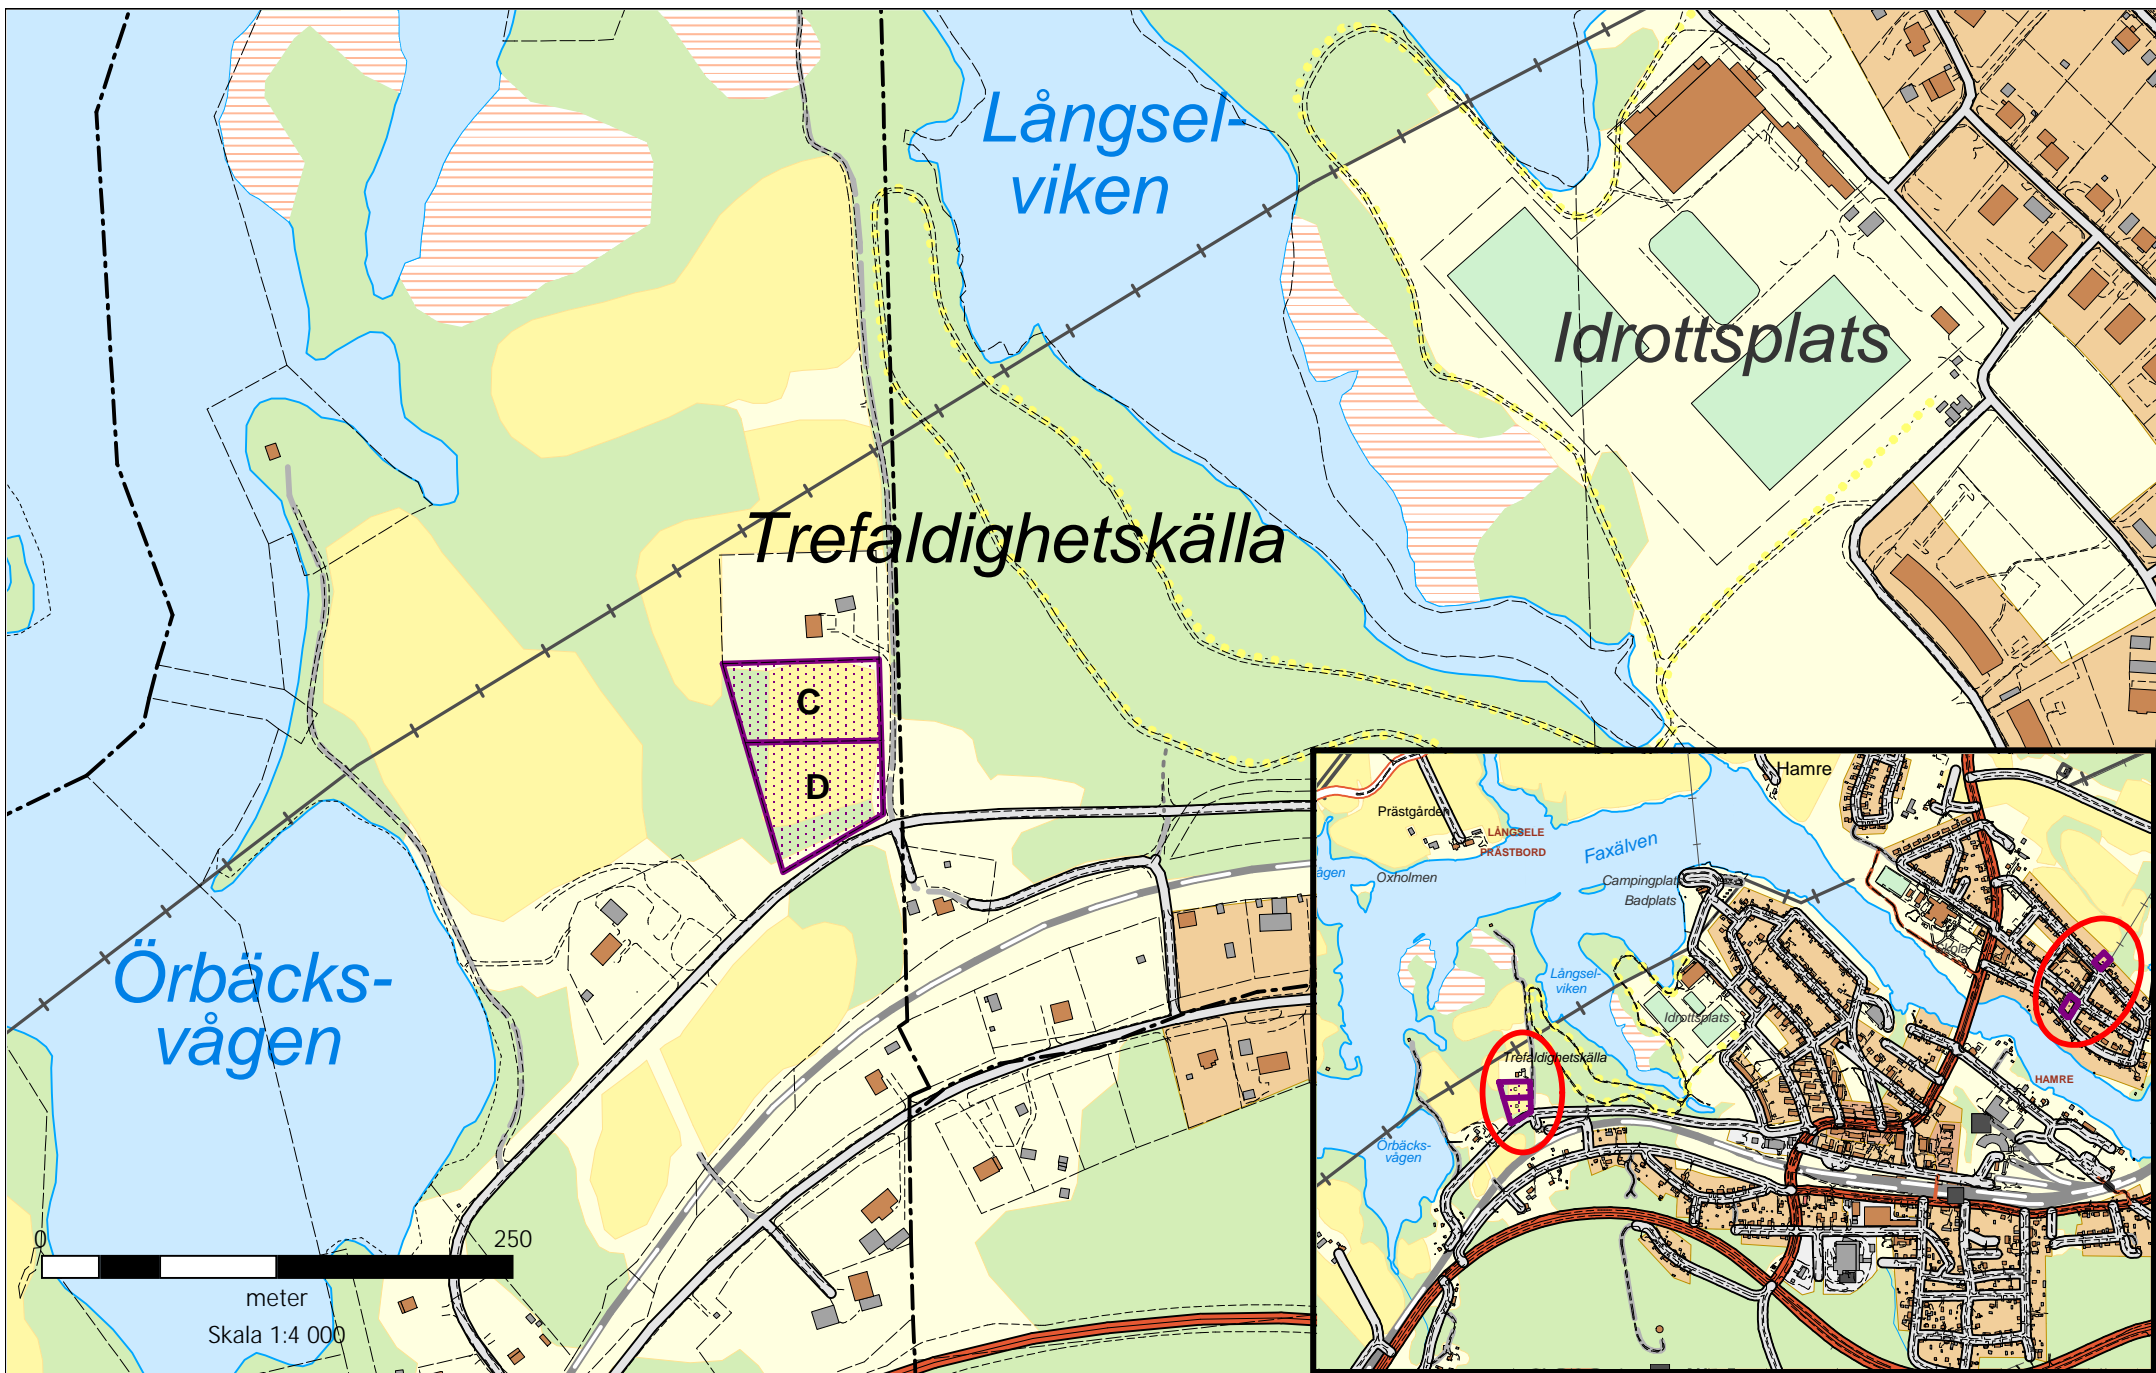 Långsel-
viken
Idrottsplats
Trefaldighetskälla
C
D
Örbäcks-
vågen
0
250
meter
Skala 1:4 000
Hamre
Prästgården
LÅNGSELE
PRÄSTBORD
Faxälven
Oxholmen
Campingplats
Badplats
Långsel-
viken
Idrottsplats
Trefaldighetskälla
HAMRE
Örbäcks-
vågen